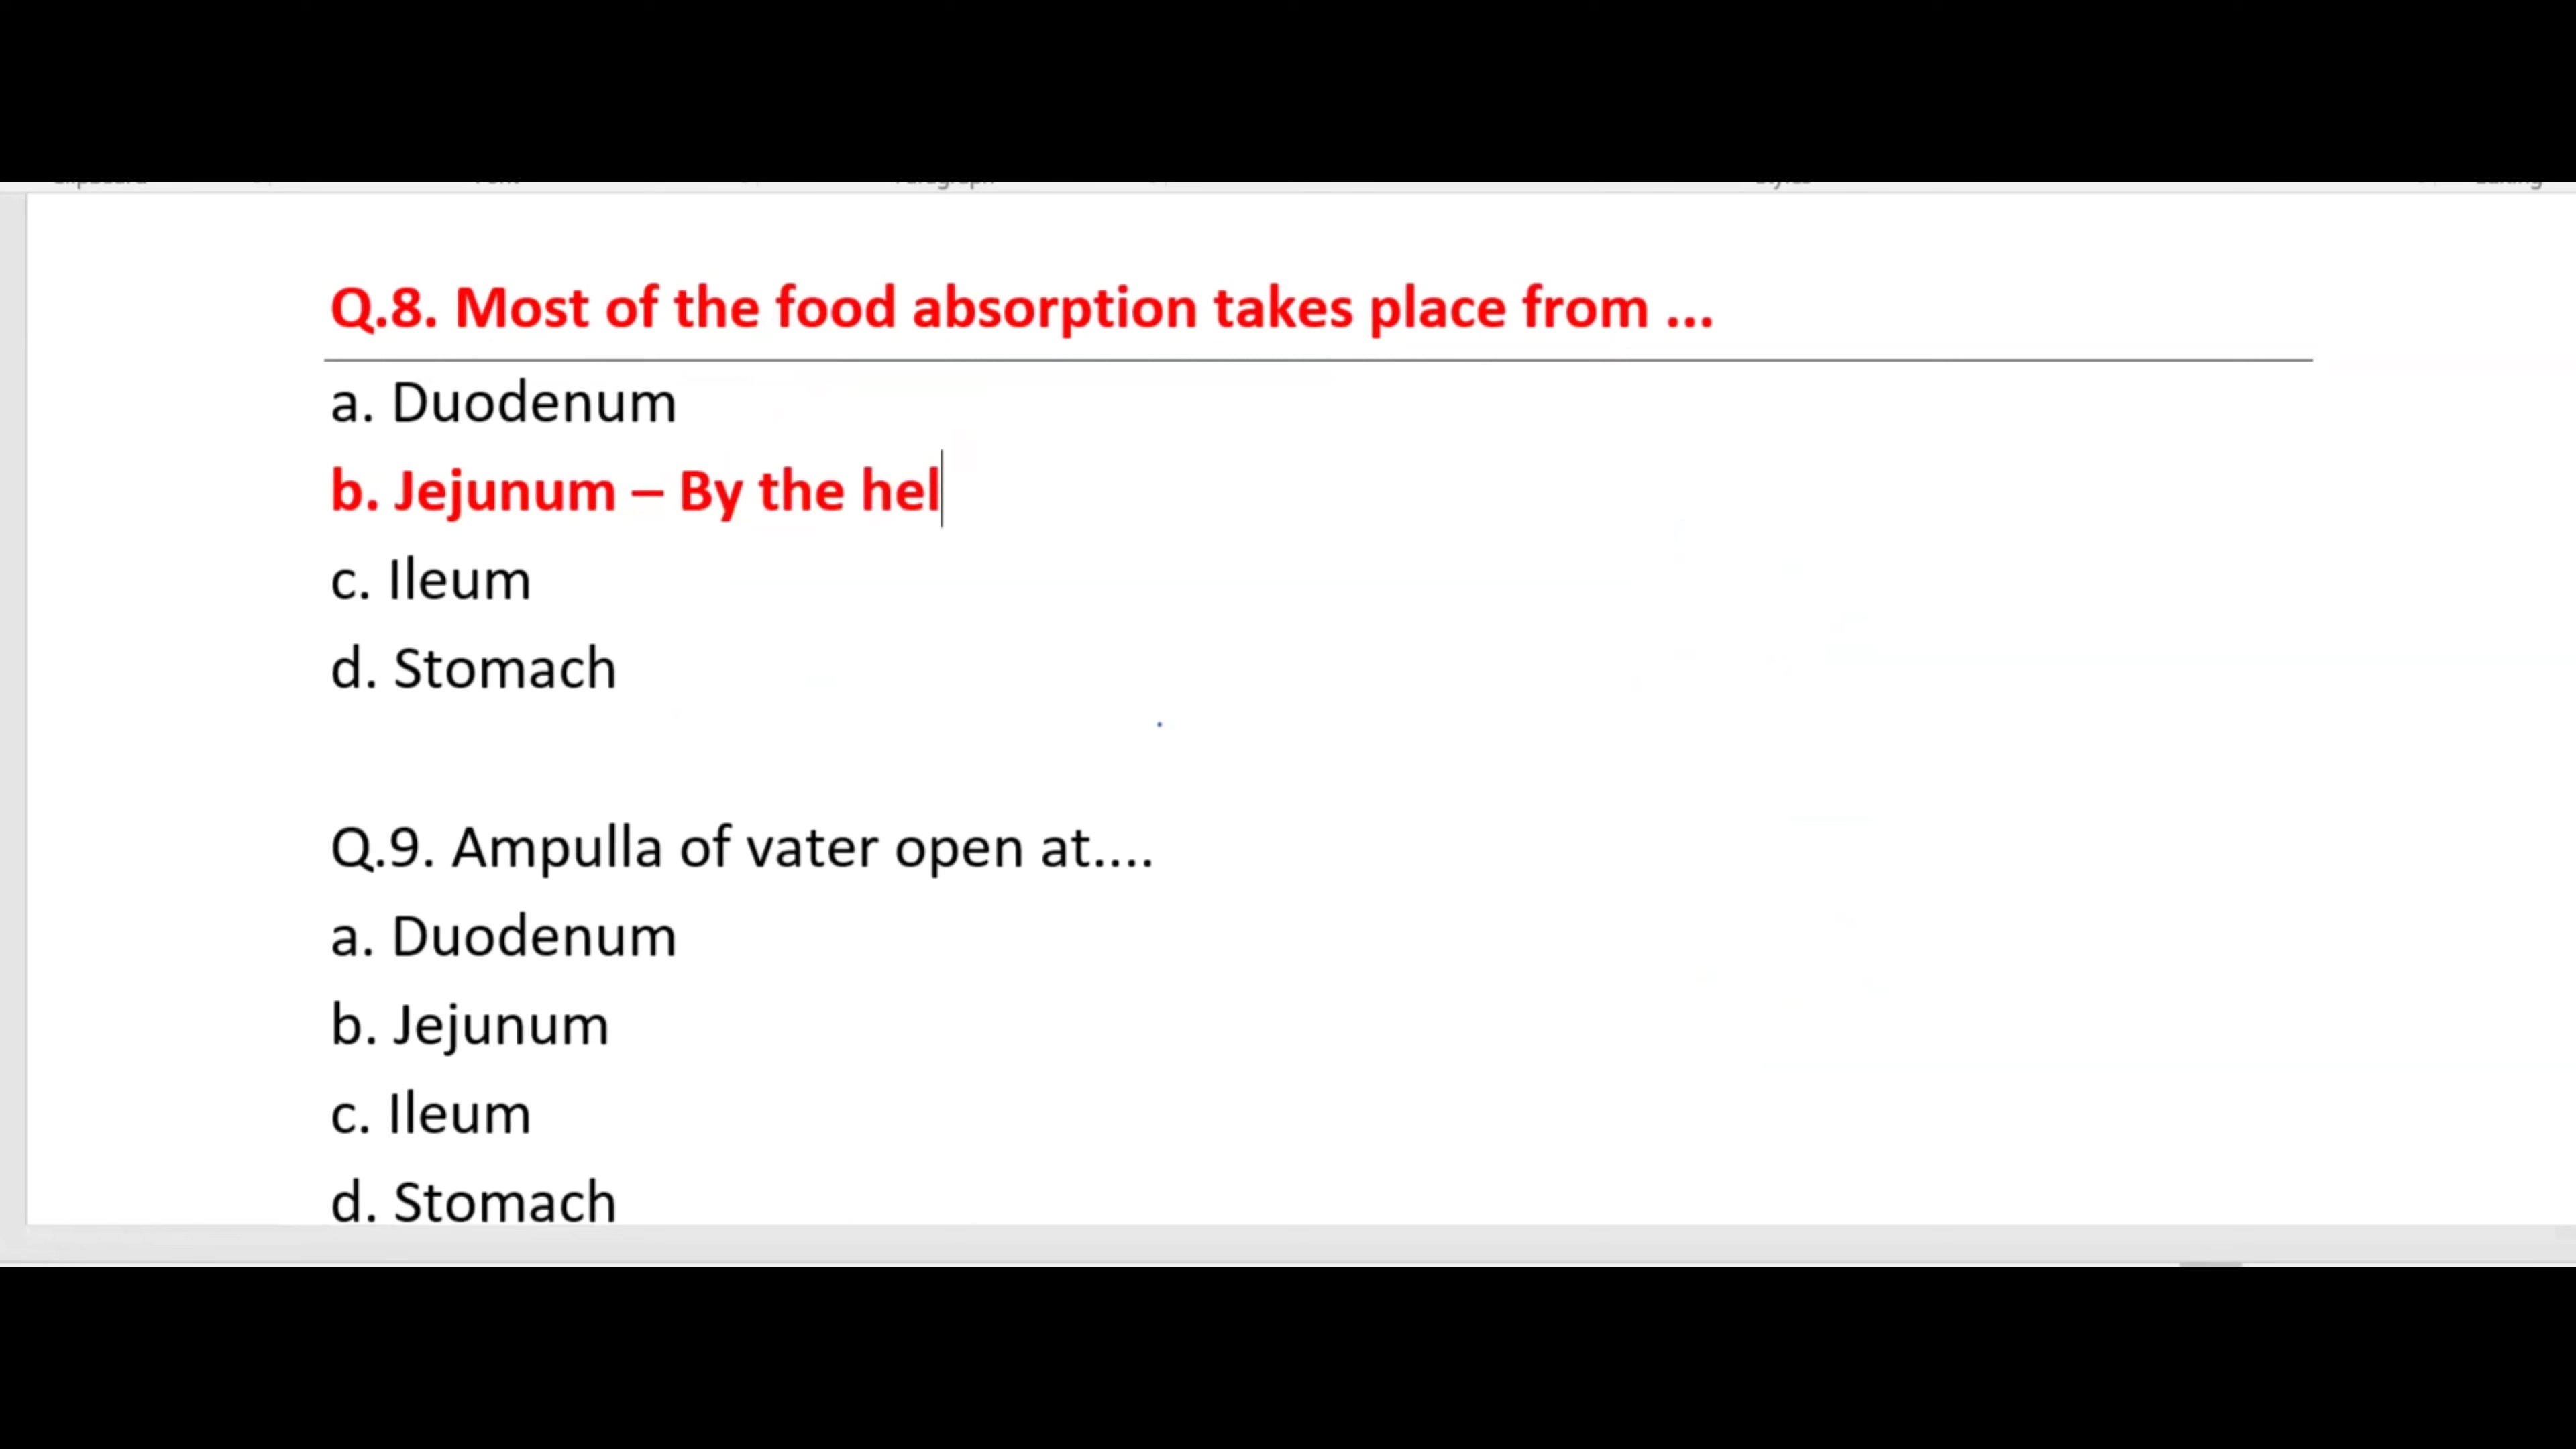 Q.8. Most of the food absorption takes place from ...
a. Duodenum
b. Jejunum – By the hel
c. Ileum
d. Stomach
Q.9. Ampulla of vater open at....
a. Duodenum
b. Jejunum
c. Ileum
d. Stomach